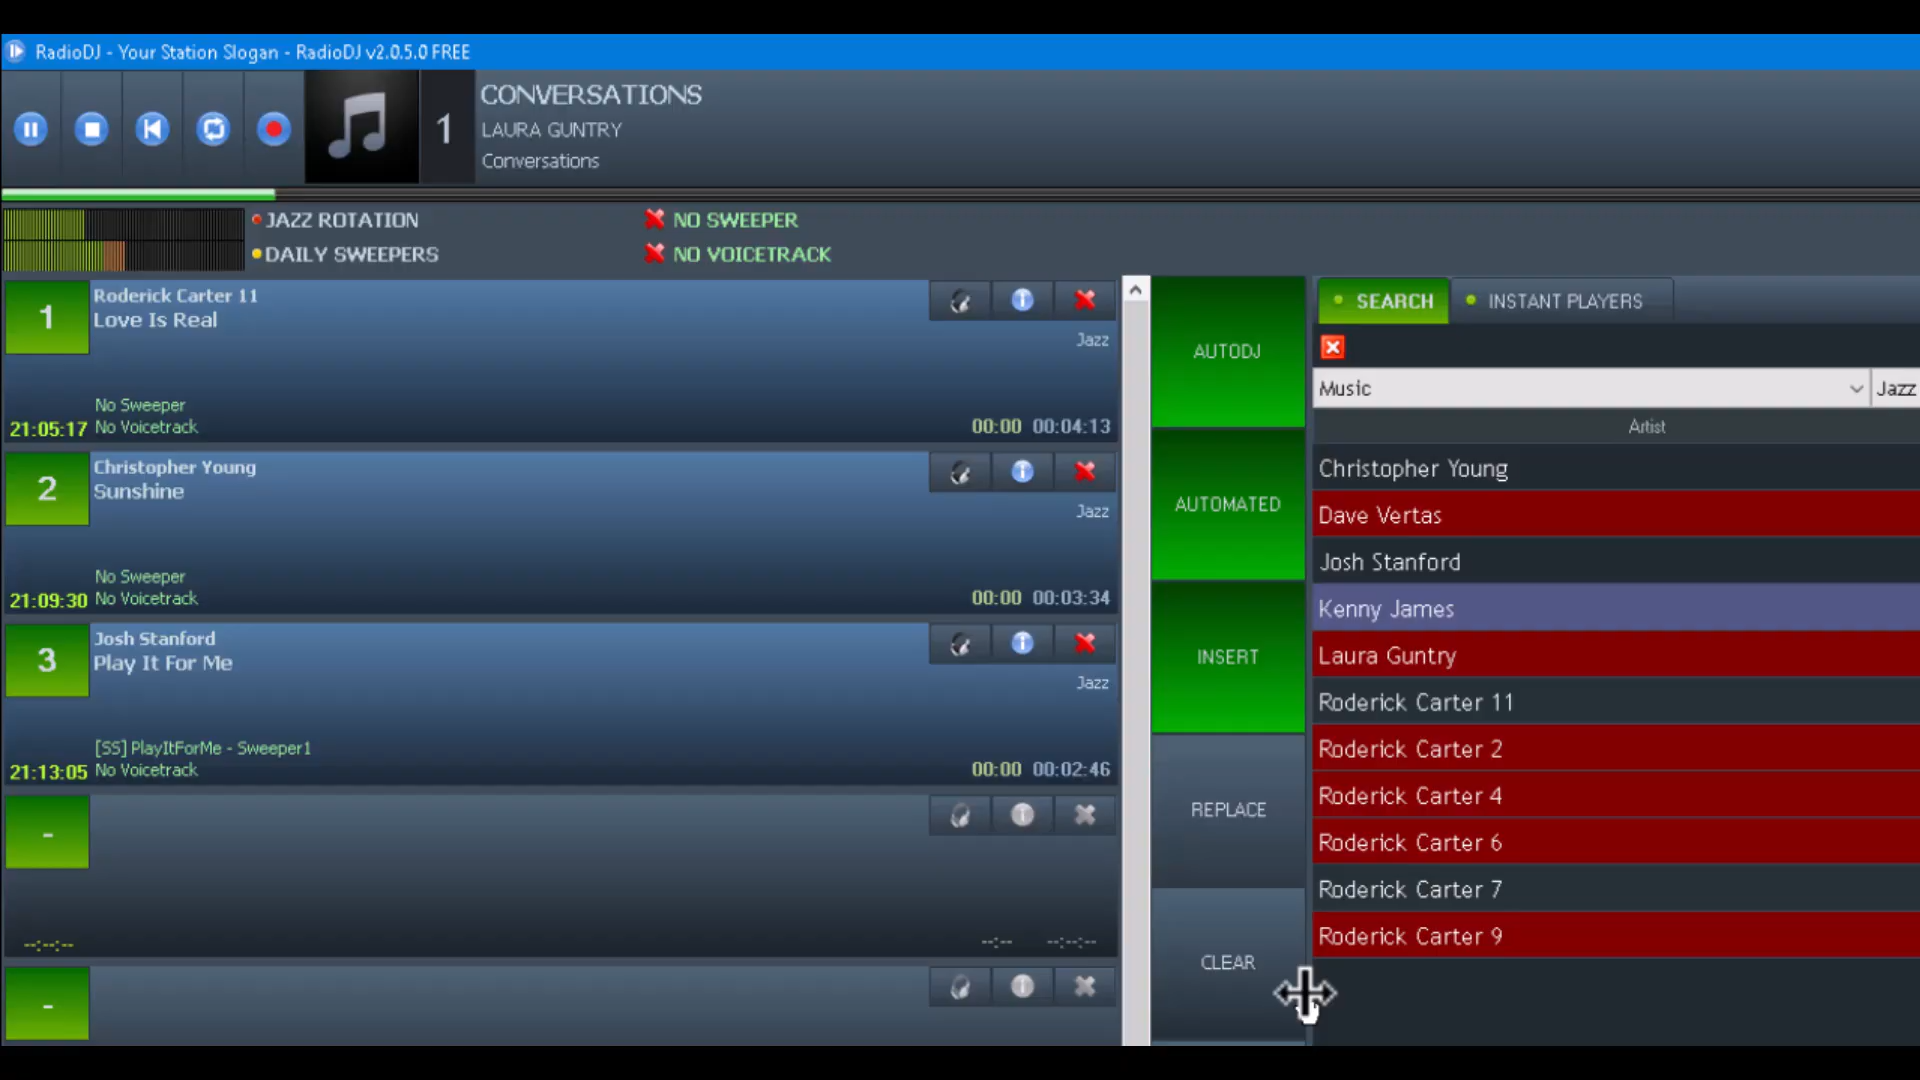 RadioDJ - Your Station Slogan - RadioDJ v2.0.5.0 FREE
1
CONVERSATIONS
LAURA GUNTRY
Conversations
JAZZ ROTATION
NO SWEEPER
DAILY SWEEPERS
NO VOICETRACK
1
Roderick Carter 11
Love Is Real
Jazz
No Sweeper
21:05:17 No Voicetrack
00:00 00:04:13
2
Christopher Young
Sunshine
Jazz
No Sweeper
21:09:30 No Voicetrack
00:00 00:03:34
3
Josh Stanford
Play It For Me
Jazz
[SS] PlayItForMe - Sweeper1
21:13:05 No Voicetrack
00:00 00:02:46
-
--:--:--
--:-- --:--:--
-
AUTODJ
AUTOMATED
INSERT
REPLACE
CLEAR
SEARCH
INSTANT PLAYERS
Music
Jazz
Artist
Christopher Young
Dave Vertas
Josh Stanford
Kenny James
Laura Guntry
Roderick Carter 11
Roderick Carter 2
Roderick Carter 4
Roderick Carter 6
Roderick Carter 7
Roderick Carter 9